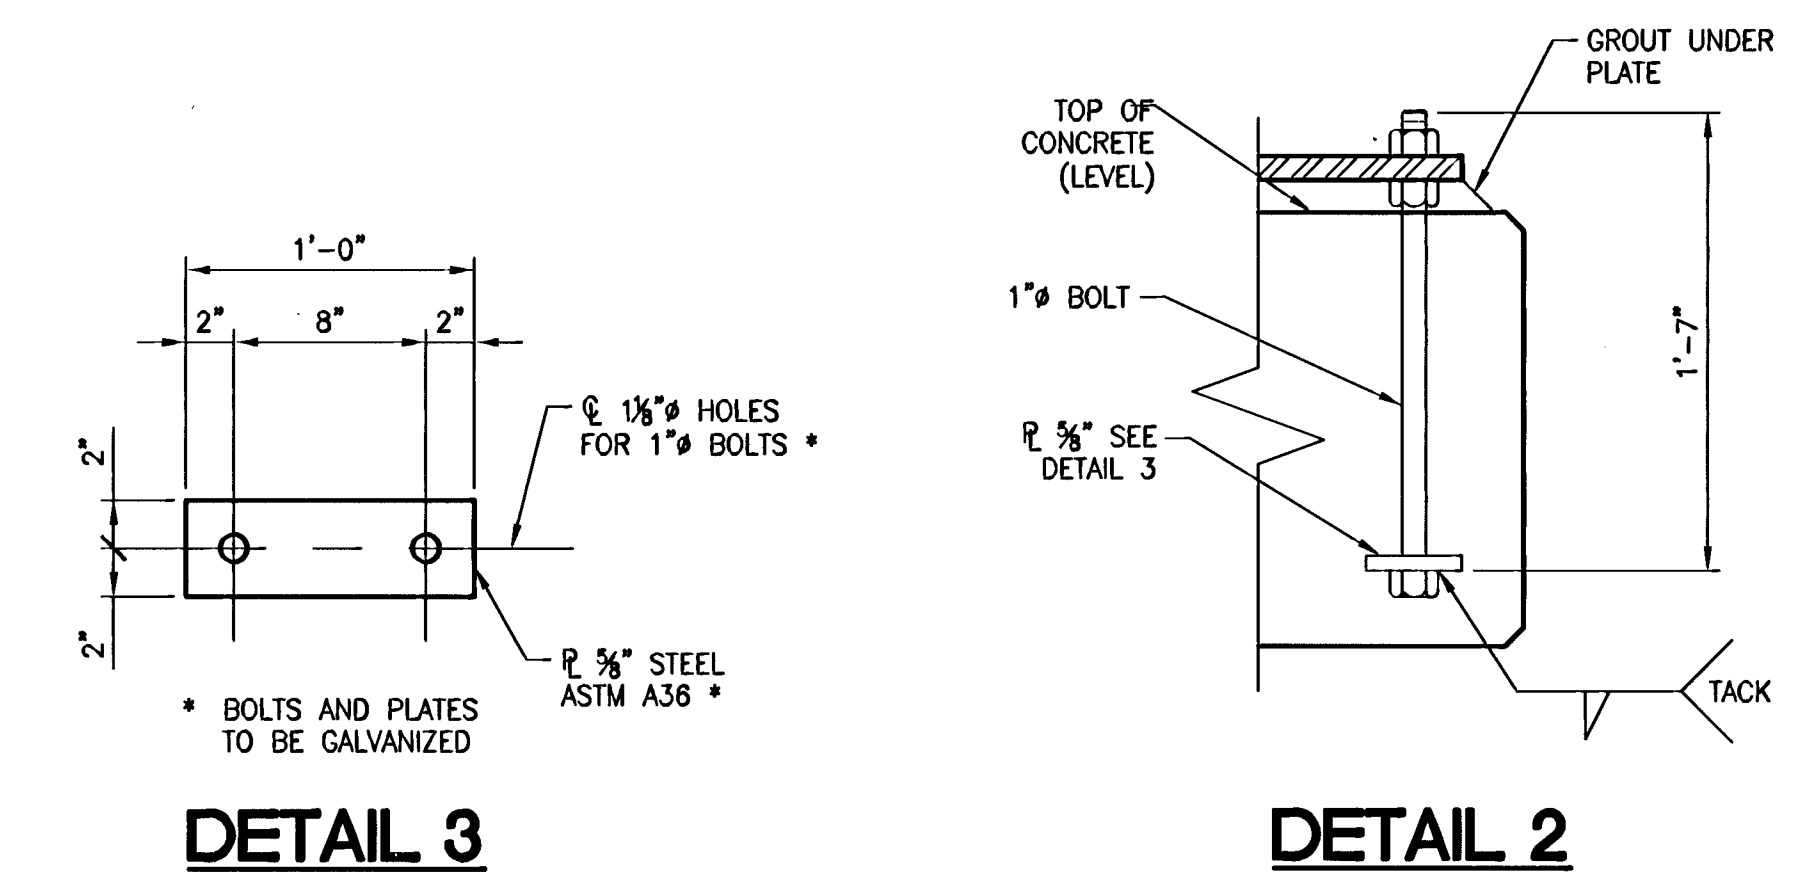 1'-0"
2" 8" 2"
2"
2"
℄ 1⅛"ø HOLES
FOR 1"ø BOLTS *
℄ ⅝" STEEL
ASTM A36 *
* BOLTS AND PLATES
TO BE GALVANIZED
DETAIL 3
GROUT UNDER
PLATE
TOP OF
CONCRETE
(LEVEL)
1"ø BOLT
1'-7"
PL ⅝" SEE
DETAIL 3
TACK
DETAIL 2